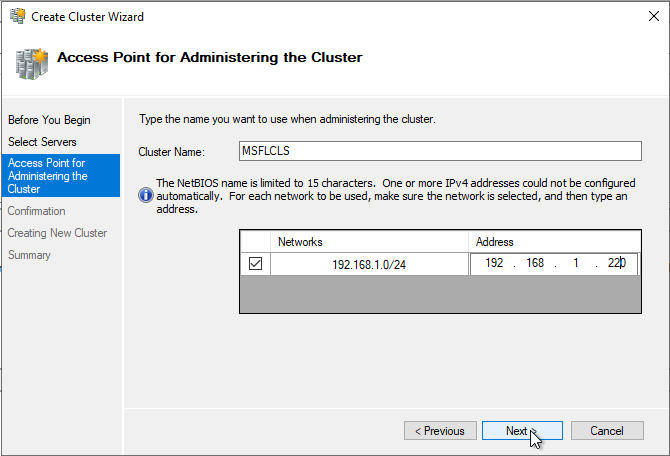 Create Cluster Wizard
Access Point for Administering the Cluster
Before You Begin
Select Servers
Access Point for
Administering the
Cluster
Confirmation
Creating New Cluster
Summary
Type the name you want to use when administering the cluster.
Cluster Name: MSFLCLS
The NetBIOS name is limited to 15 characters.  One or more IPv4 addresses could not be configured
automatically.  For each network to be used, make sure the network is selected, and then type an
address.
Networks Address
192.168.1.0/24 192 . 168 . 1 . 220
< Previous Next > Cancel